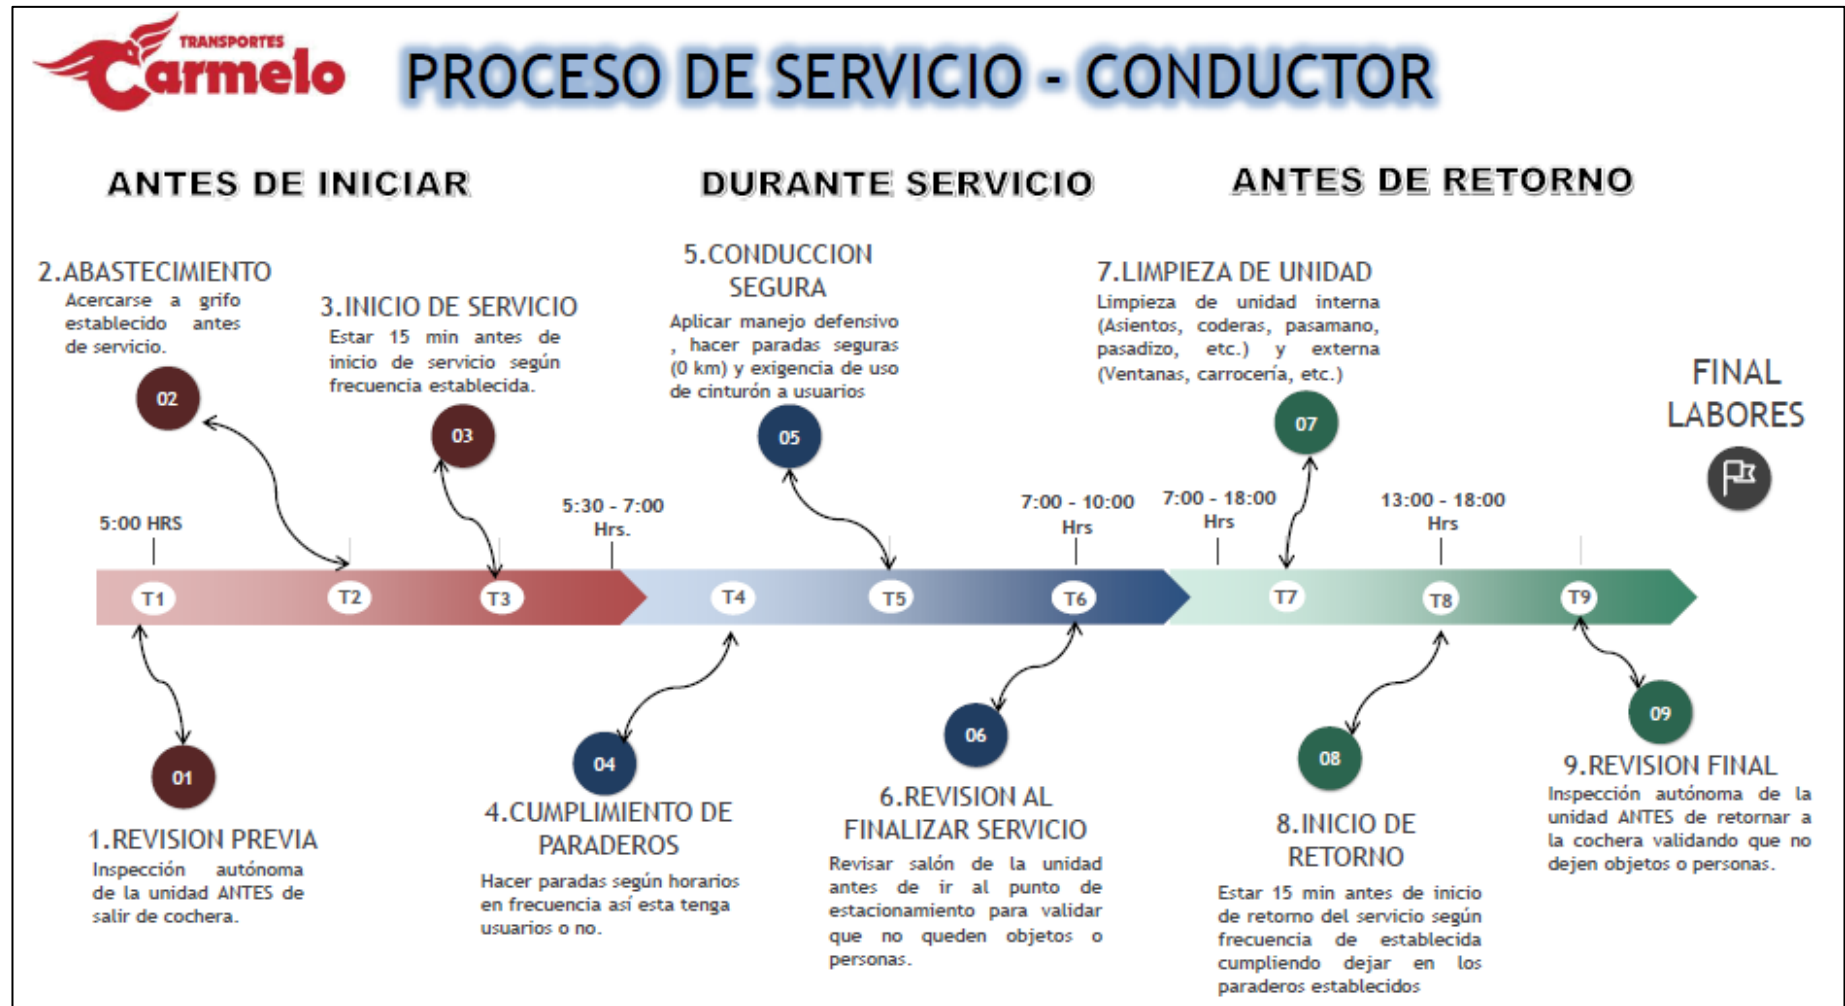 TRANSPORTES
Carmelo
PROCESO DE SERVICIO - CONDUCTOR
ANTES DE INICIAR
DURANTE SERVICIO
ANTES DE RETORNO
2.ABASTECIMIENTO
Acercarse a grifo
establecido antes
de servicio.
02
3.INICIO DE SERVICIO
Estar 15 min antes de
inicio de servicio según
frecuencia establecida.
03
5.CONDUCCION
SEGURA
Aplicar manejo defensivo
, hacer paradas seguras
(0 km) y exigencia de uso
de cinturón a usuarios
05
7.LIMPIEZA DE UNIDAD
Limpieza de unidad interna
(Asientos, coderas, pasamano,
pasadizo, etc.) y externa
(Ventanas, carrocería, etc.)
07
FINAL
LABORES
5:00 HRS
5:30 - 7:00
Hrs.
7:00 - 10:00
Hrs
7:00 - 18:00
Hrs
13:00 - 18:00
Hrs
T1
T2
T3
T4
T5
T6
T7
T8
T9
01
1.REVISION PREVIA
Inspección autónoma
de la unidad ANTES de
salir de cochera.
04
4.CUMPLIMIENTO DE
PARADEROS
Hacer paradas según horarios
en frecuencia así esta tenga
usuarios o no.
06
6.REVISION AL
FINALIZAR SERVICIO
Revisar salón de la unidad
antes de ir al punto de
estacionamiento para validar
que no queden objetos o
personas.
08
8.INICIO DE
RETORNO
Estar 15 min antes de inicio
de retorno del servicio según
frecuencia de establecida
cumpliendo dejar en los
paraderos establecidos
09
9.REVISION FINAL
Inspección autónoma de la
unidad ANTES de retornar a
la cochera validando que no
dejen objetos o personas.